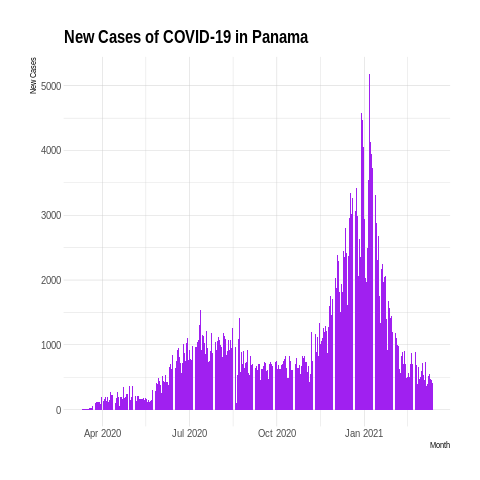 New Cases of COVID-19 in Panama
New Cases
5000
4000
3000
2000
1000
0
Apr 2020
Jul 2020
Oct 2020
Jan 2021
Month